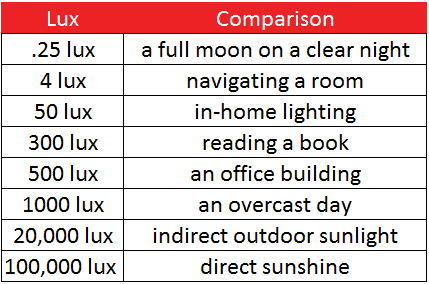 Lux Comparison
.25 lux a full moon on a clear night
4 lux navigating a room
50 lux in-home lighting
300 lux reading a book
500 lux an office building
1000 lux an overcast day
20,000 lux indirect outdoor sunlight
100,000 lux direct sunshine